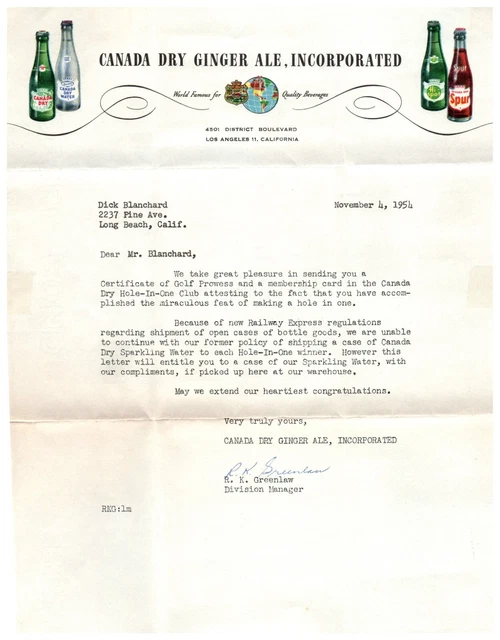 CANADA DRY GINGER ALE, INCORPORATED
World Famous for Quality Beverages
4501 DISTRICT BOULEVARD
LOS ANGELES 11, CALIFORNIA
CANADA DRY
CANADA DRY WATER
Spur
Dick Blanchard
November 4, 1954
2237 Pine Ave.
Long Beach, Calif.
Dear Mr. Blanchard,
We take great pleasure in sending you a
Certificate of Golf Prowess and a membership card in the Canada
Dry Hole-In-One Club attesting to the fact that you have accom-
plished the miraculous feat of making a hole in one.
Because of new Railway Express regulations
regarding shipment of open cases of bottle goods, we are unable
to continue with our former policy of shipping a case of Canada
Dry Sparkling Water to each Hole-In-One winner. However this
letter will entitle you to a case of our Sparkling Water, with
our compliments, if picked up here at our warehouse.
May we extend our heartiest congratulations.
Very truly yours,
CANADA DRY GINGER ALE, INCORPORATED
R. K. Greenlaw
R. K. Greenlaw
Division Manager
RKG:lm